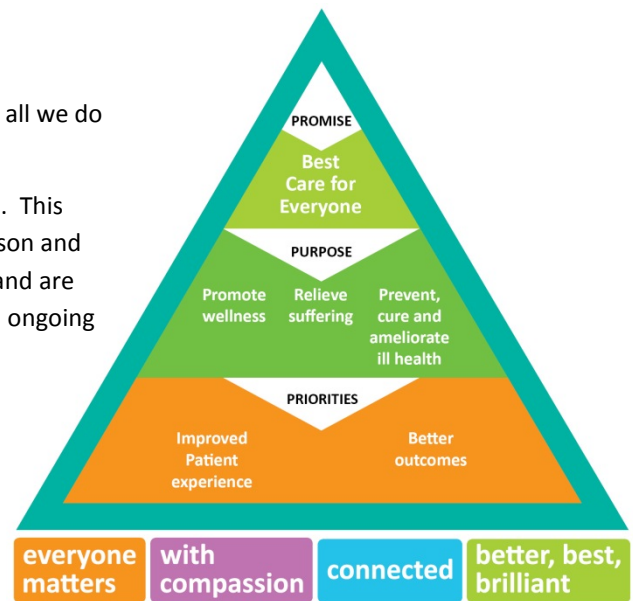 all we do
. This
son and
and are
ongoing
PROMISE
Best
Care for
Everyone
PURPOSE
Promote
wellness
Relieve
suffering
Prevent,
cure and
ameliorate
ill health
PRIORITIES
Improved
Patient
experience
Better
outcomes
everyone
matters
with
compassion
connected
better, best,
brilliant